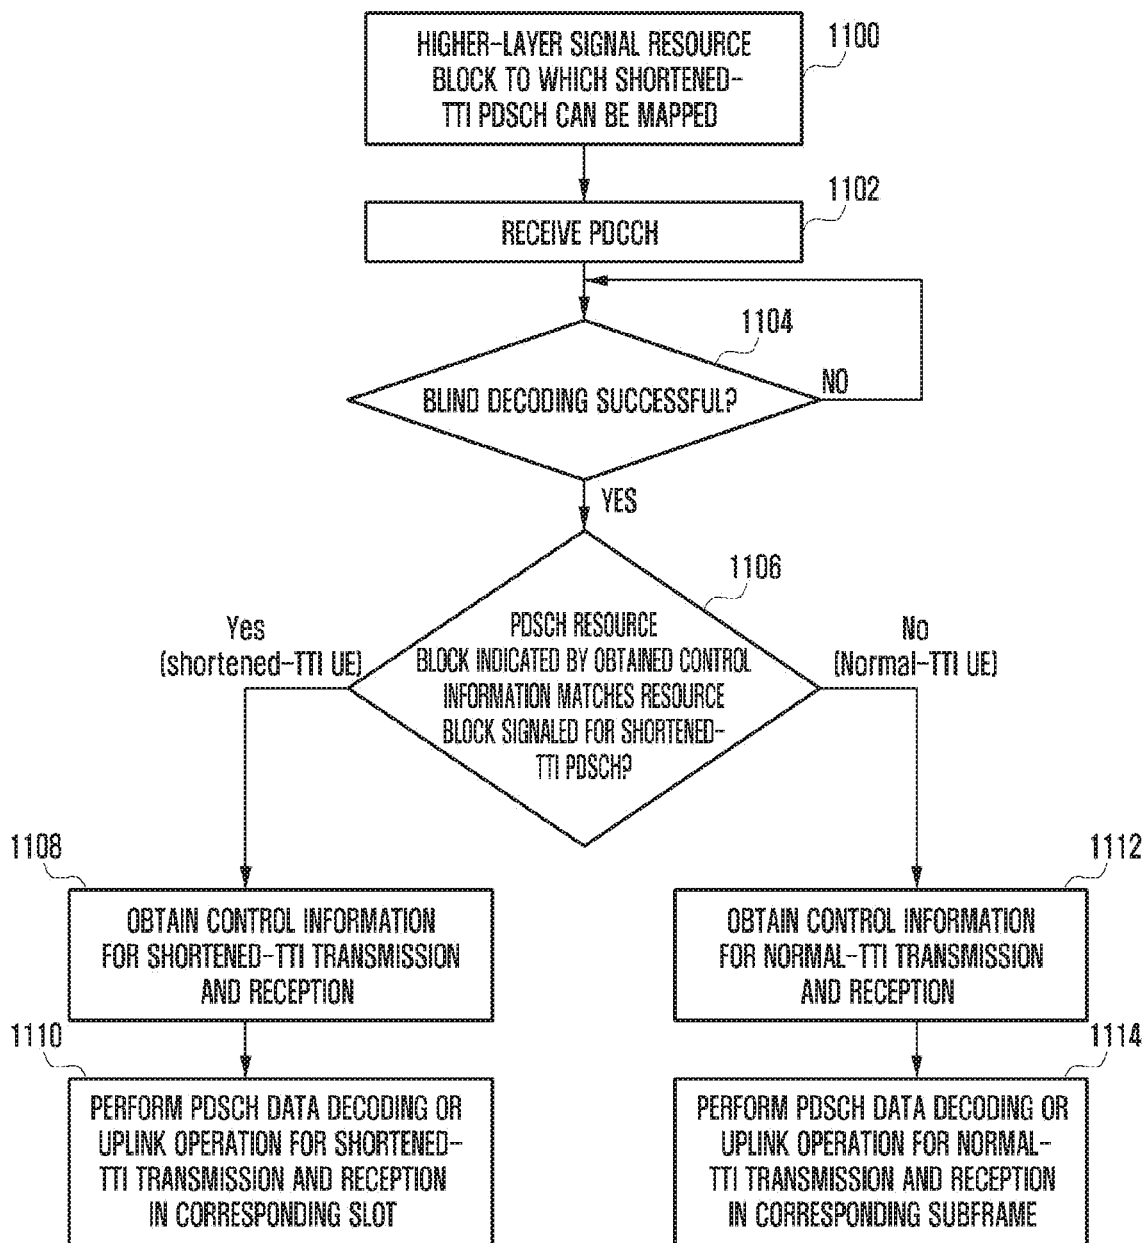 HIGHER-LAYER SIGNAL RESOURCE
BLOCK TO WHICH SHORTENED-
TTI PDSCH CAN BE MAPPED
1100
RECEIVE PDCCH
1102
BLIND DECODING SUCCESSFUL?
1104
NO
YES
PDSCH RESOURCE
BLOCK INDICATED BY OBTAINED CONTROL
INFORMATION MATCHES RESOURCE
BLOCK SIGNALED FOR SHORTENED-
TTI PDSCH?
1106
Yes
(shortened-TTI UE)
No
(Normal-TTI UE)
1108
OBTAIN CONTROL INFORMATION
FOR SHORTENED-TTI TRANSMISSION
AND RECEPTION
1110
PERFORM PDSCH DATA DECODING OR
UPLINK OPERATION FOR SHORTENED-
TTI TRANSMISSION AND RECEPTION
IN CORRESPONDING SLOT
1112
OBTAIN CONTROL INFORMATION
FOR NORMAL-TTI TRANSMISSION
AND RECEPTION
1114
PERFORM PDSCH DATA DECODING OR
UPLINK OPERATION FOR NORMAL-
TTI TRANSMISSION AND RECEPTION
IN CORRESPONDING SUBFRAME